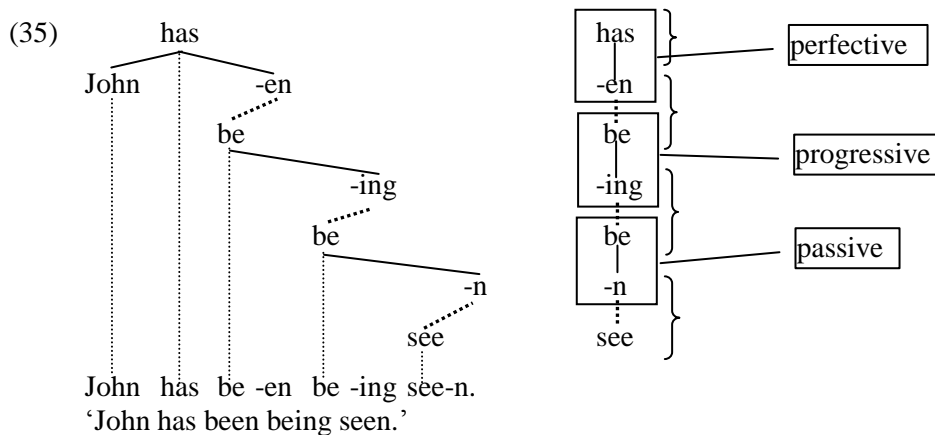 (35) has has
perfective
John -en -en
be be
progressive
-ing -ing
be be
passive
-n -n
see see
John has be -en be -ing see-n.
‘John has been being seen.’